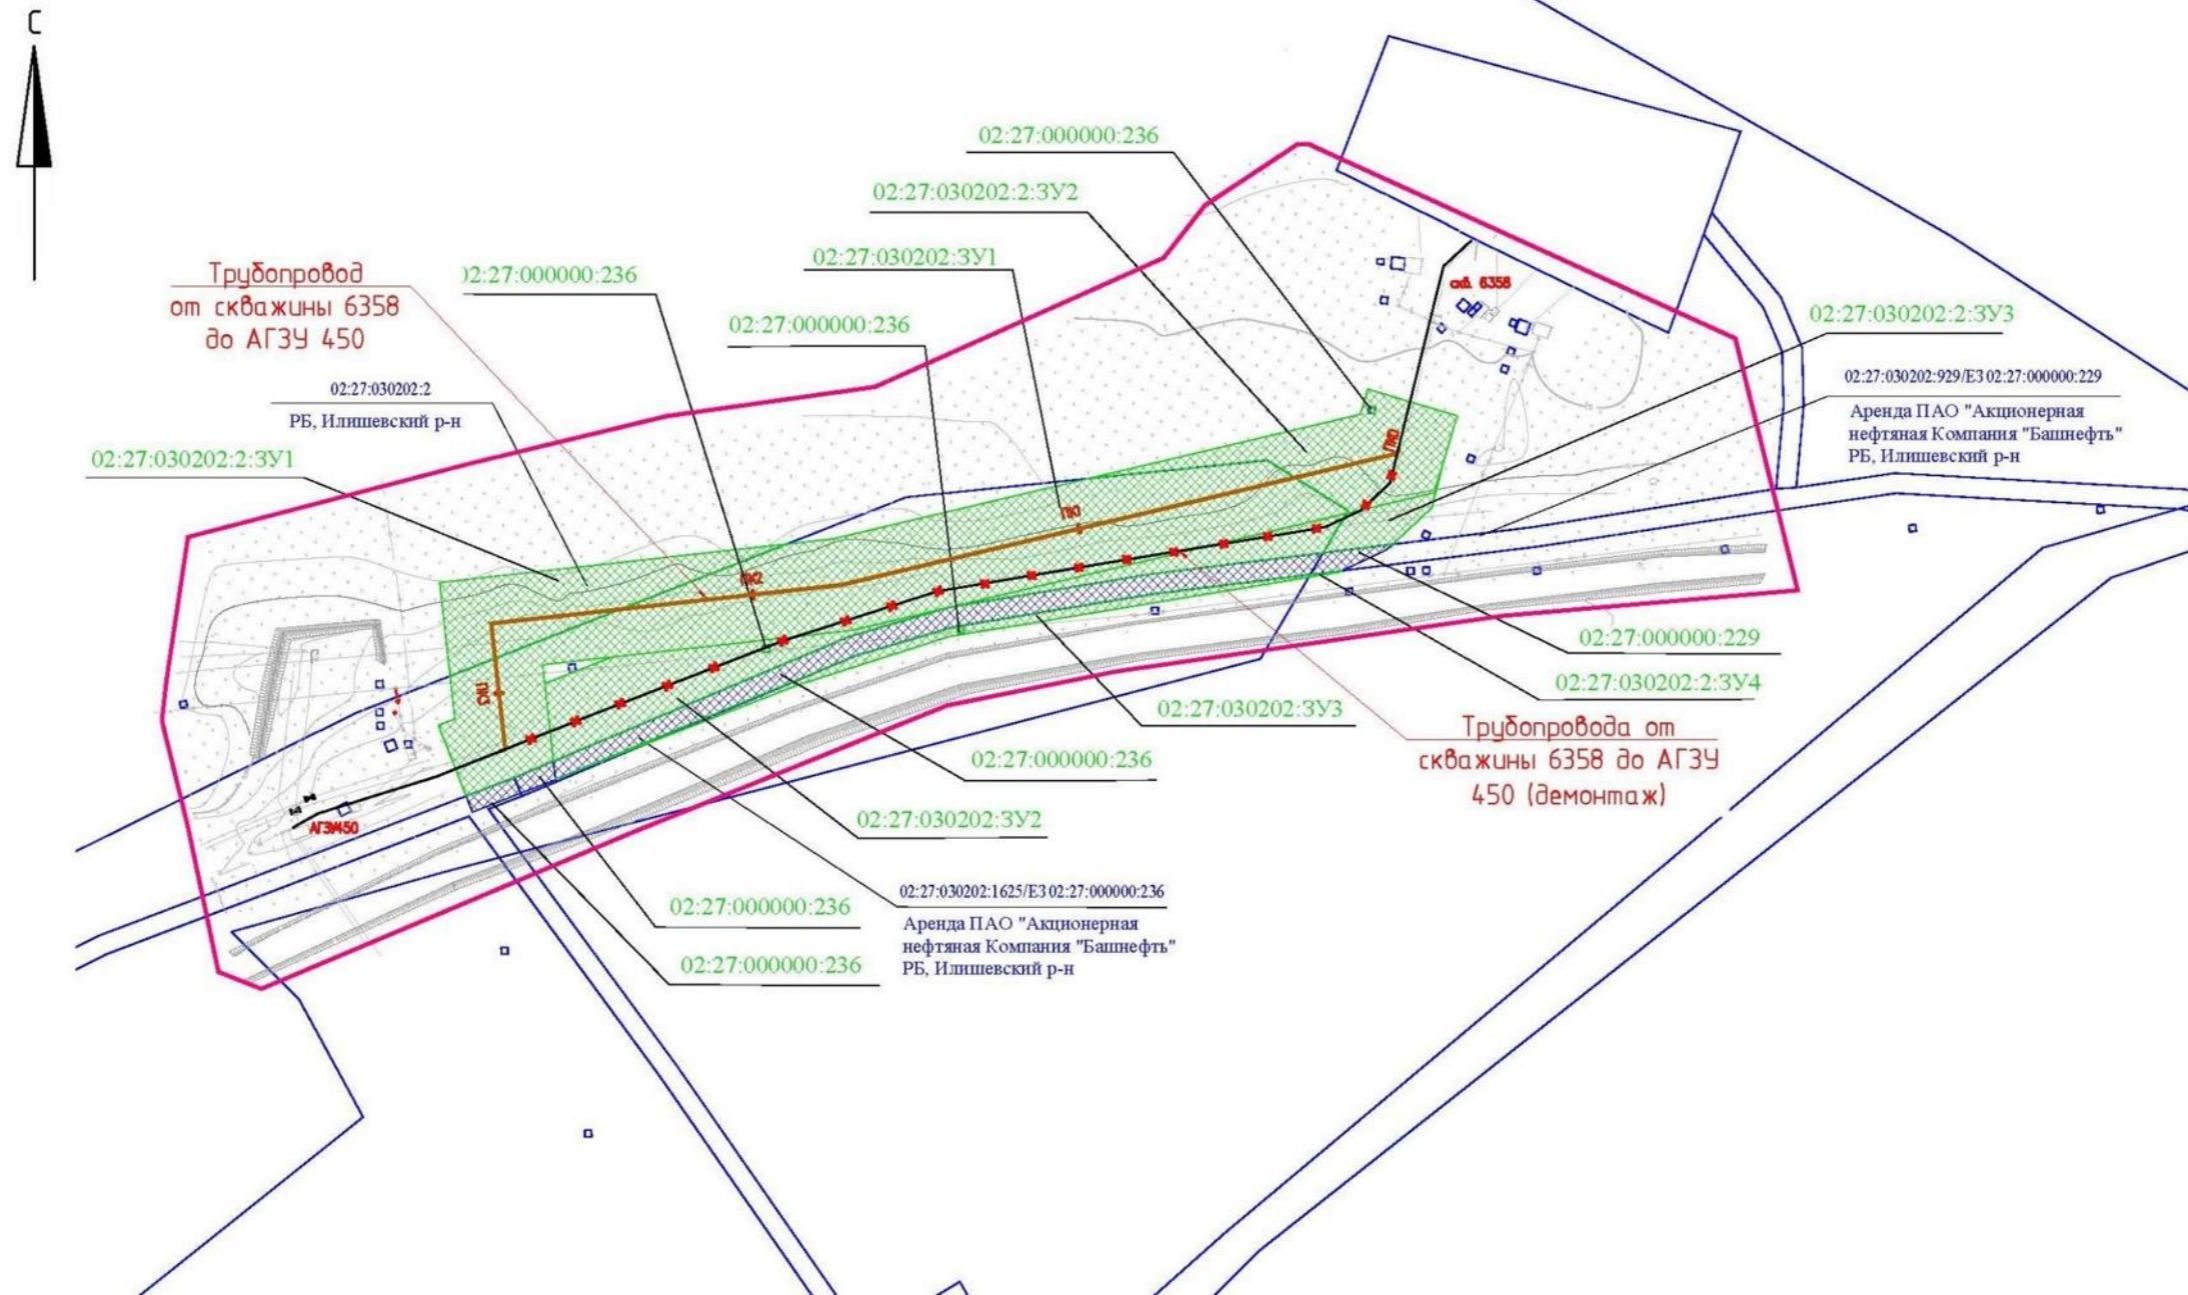 С
02:27:000000:236
02:27:030202:2:ЗУ2
02:27:030202:ЗУ1
Трубопровод
от скважины 6358
до АГЗУ 450
02:27:000000:236
02:27:000000:236
скв. 6358
02:27:030202:2:ЗУ3
02:27:030202:2
РБ, Илишевский р-н
02:27:030202:929/ЕЗ 02:27:000000:229
Аренда ПАО "Акционерная
нефтяная Компания "Башнефть"
РБ, Илишевский р-н
02:27:030202:2:ЗУ1
ПК0
ПК1
ПК2
ПК3
02:27:000000:229
02:27:030202:2:ЗУ4
02:27:030202:ЗУ3
Трубопровода от
скважины 6358 до АГЗУ
450 (демонтаж)
02:27:000000:236
02:27:030202:ЗУ2
АГЗУ450
02:27:030202:1625/ЕЗ 02:27:000000:236
Аренда ПАО "Акционерная
нефтяная Компания "Башнефть"
РБ, Илишевский р-н
02:27:000000:236
02:27:000000:236